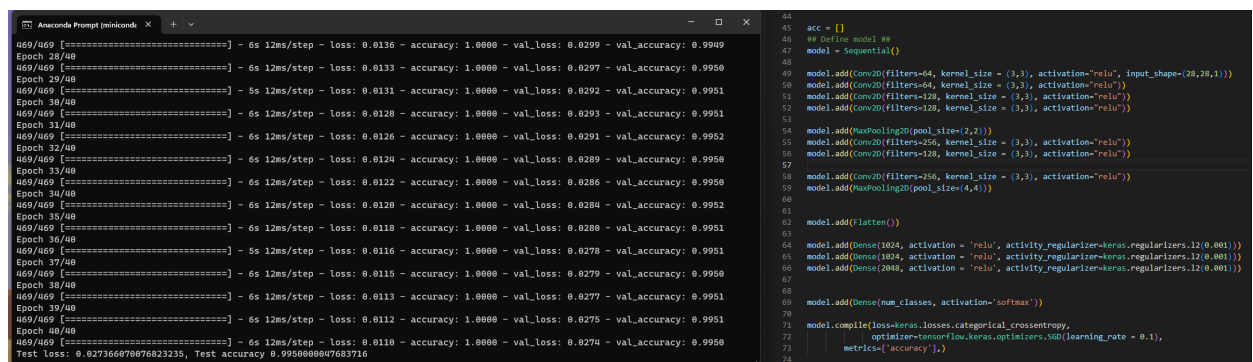 Anaconda Prompt (minicond
469/469 [==============================] - 6s 12ms/step - loss: 0.0136 - accuracy: 1.0000 - val_loss: 0.0299 - val_accuracy: 0.9949
Epoch 28/40
469/469 [==============================] - 6s 12ms/step - loss: 0.0133 - accuracy: 1.0000 - val_loss: 0.0297 - val_accuracy: 0.9950
Epoch 29/40
469/469 [==============================] - 5s 12ms/step - loss: 0.0131 - accuracy: 1.0000 - val_loss: 0.0292 - val_accuracy: 0.9951
Epoch 30/40
469/469 [==============================] - 6s 12ms/step - loss: 0.0128 - accuracy: 1.0000 - val_loss: 0.0293 - val_accuracy: 0.9951
Epoch 31/40
469/469 [==============================] - 6s 12ms/step - loss: 0.0126 - accuracy: 1.0000 - val_loss: 0.0291 - val_accuracy: 0.9952
Epoch 32/40
469/469 [==============================] - 6s 12ms/step - loss: 0.0124 - accuracy: 1.0000 - val_loss: 0.0289 - val_accuracy: 0.9950
Epoch 33/40
469/469 [==============================] - 6s 12ms/step - loss: 0.0122 - accuracy: 1.0000 - val_loss: 0.0286 - val_accuracy: 0.9950
Epoch 34/40
469/469 [==============================] - 6s 12ms/step - loss: 0.0120 - accuracy: 1.0000 - val_loss: 0.0284 - val_accuracy: 0.9952
Epoch 35/40
469/469 [==============================] - 6s 12ms/step - loss: 0.0118 - accuracy: 1.0000 - val_loss: 0.0280 - val_accuracy: 0.9951
Epoch 36/40
469/469 [==============================] - 5s 12ms/step - loss: 0.0116 - accuracy: 1.0000 - val_loss: 0.0278 - val_accuracy: 0.9951
Epoch 37/40
469/469 [==============================] - 6s 12ms/step - loss: 0.0115 - accuracy: 1.0000 - val_loss: 0.0279 - val_accuracy: 0.9950
Epoch 38/40
469/469 [==============================] - 6s 12ms/step - loss: 0.0113 - accuracy: 1.0000 - val_loss: 0.0277 - val_accuracy: 0.9951
Epoch 39/40
469/469 [==============================] - 6s 12ms/step - loss: 0.0112 - accuracy: 1.0000 - val_loss: 0.0275 - val_accuracy: 0.9951
Epoch 40/40
469/469 [==============================] - 6s 12ms/step - loss: 0.0110 - accuracy: 1.0000 - val_loss: 0.0274 - val_accuracy: 0.9950
Test loss: 0.027366070076823235, Test accuracy 0.9950000047683716
44
45 acc = []
46 ## Define model ##
47 model = Sequential()
48
49 model.add(Conv2D(filters=64, kernel_size = (3,3), activation="relu", input_shape=(28,28,1)))
50 model.add(Conv2D(filters=64, kernel_size = (3,3), activation="relu"))
51 model.add(Conv2D(filters=128, kernel_size = (3,3), activation="relu"))
52 model.add(Conv2D(filters=128, kernel_size = (3,3), activation="relu"))
53
54 model.add(MaxPooling2D(pool_size=(2,2)))
55 model.add(Conv2D(filters=256, kernel_size = (3,3), activation="relu"))
56 model.add(Conv2D(filters=128, kernel_size = (3,3), activation="relu"))
57
58 model.add(Conv2D(filters=256, kernel_size = (3,3), activation="relu"))
59 model.add(MaxPooling2D(pool_size=(4,4)))
60
61
62 model.add(Flatten())
63
64 model.add(Dense(1024, activation = 'relu', activity_regularizer=keras.regularizers.l2(0.001)))
65 model.add(Dense(1024, activation = 'relu', activity_regularizer=keras.regularizers.l2(0.001)))
66 model.add(Dense(2048, activation = 'relu', activity_regularizer=keras.regularizers.l2(0.001)))
67
68
69 model.add(Dense(num_classes, activation='softmax'))
70
71 model.compile(loss=keras.losses.categorical_crossentropy,
72 optimizer=tensorflow.keras.optimizers.SGD(learning_rate = 0.1),
73 metrics=['accuracy'],)
74